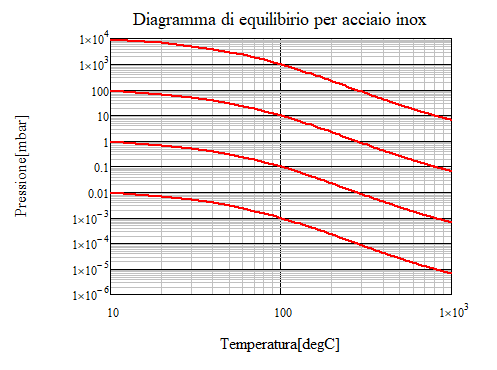 Diagramma di equilibirio per acciaio inox
Pressione[mbar]
1×10⁴
1×10³
100
10
1
0.1
0.01
1×10⁻³
1×10⁻⁴
1×10⁻⁵
1×10⁻⁶
10 100 1×10³
Temperatura[degC]